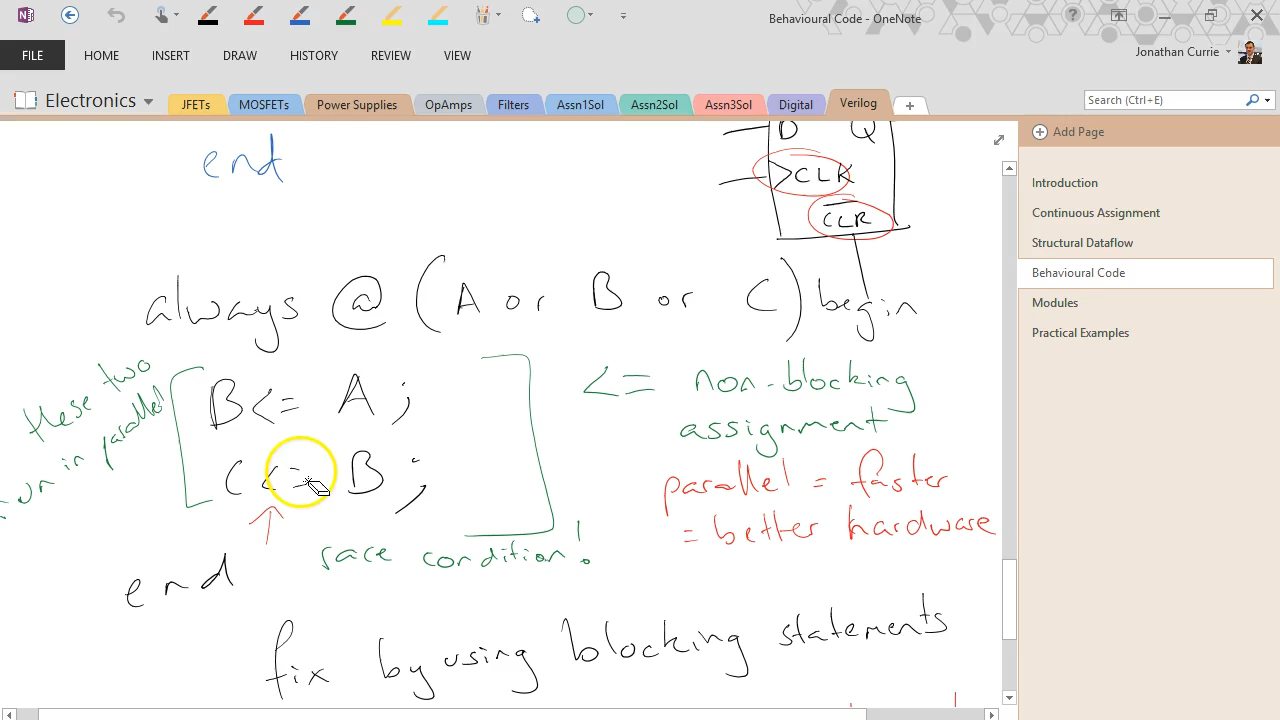 Behavioural Code - OneNote
FILE HOME INSERT DRAW HISTORY REVIEW VIEW
Jonathan Currie
Electronics
JFETs MOSFETs Power Supplies OpAmps Filters Assn1Sol Assn2Sol Assn3Sol Digital Verilog
Search (Ctrl+E)
Add Page
Introduction
Continuous Assignment
Structural Dataflow
Behavioural Code
Modules
Practical Examples
D Q
>CLK
CLR
end
always @ (A or B or C) begin
these two
run in parallel
B <= A ;
C <= B ;
end
race condition!
<= non-blocking
assignment
parallel = faster
= better hardware
fix by using blocking statements